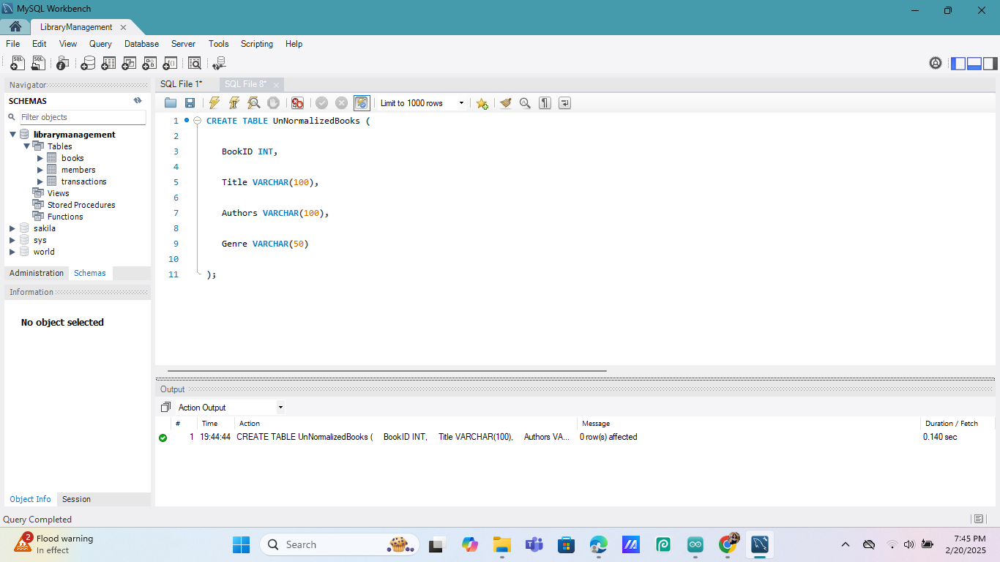 MySQL Workbench
LibraryManagement
File Edit View Query Database Server Tools Scripting Help
Navigator
SCHEMAS
Filter objects
librarymanagement
Tables
books
members
transactions
Views
Stored Procedures
Functions
sakila
sys
world
Administration Schemas
Information
No object selected
Object Info Session
SQL File 1* SQL File 8*
Limit to 1000 rows
1 CREATE TABLE UnNormalizedBooks (
2
3 BookID INT,
4
5 Title VARCHAR(100),
6
7 Authors VARCHAR(100),
8
9 Genre VARCHAR(50)
10
11 );
Output
Action Output
# Time Action Message Duration / Fetch
1 19:44:44 CREATE TABLE UnNormalizedBooks ( BookID INT, Title VARCHAR(100), Authors VA... 0 row(s) affected 0.140 sec
Query Completed
2 Flood warning
In effect
Search
7:45 PM
2/20/2025